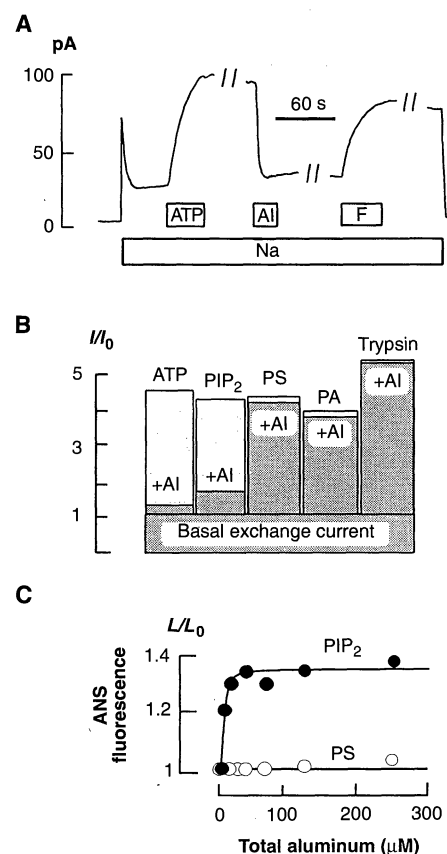 A
pA
100
50
0
60 s
ATP
Al
F
Na
B
I/I0
5
3
1
ATP
PIP2
PS
PA
Trypsin
+Al
+Al
+Al
+Al
+Al
Basal exchange current
C
L/L0
ANS
fluorescence
1.4
1.2
1
PIP2
PS
0
100
200
300
Total aluminum (μM)